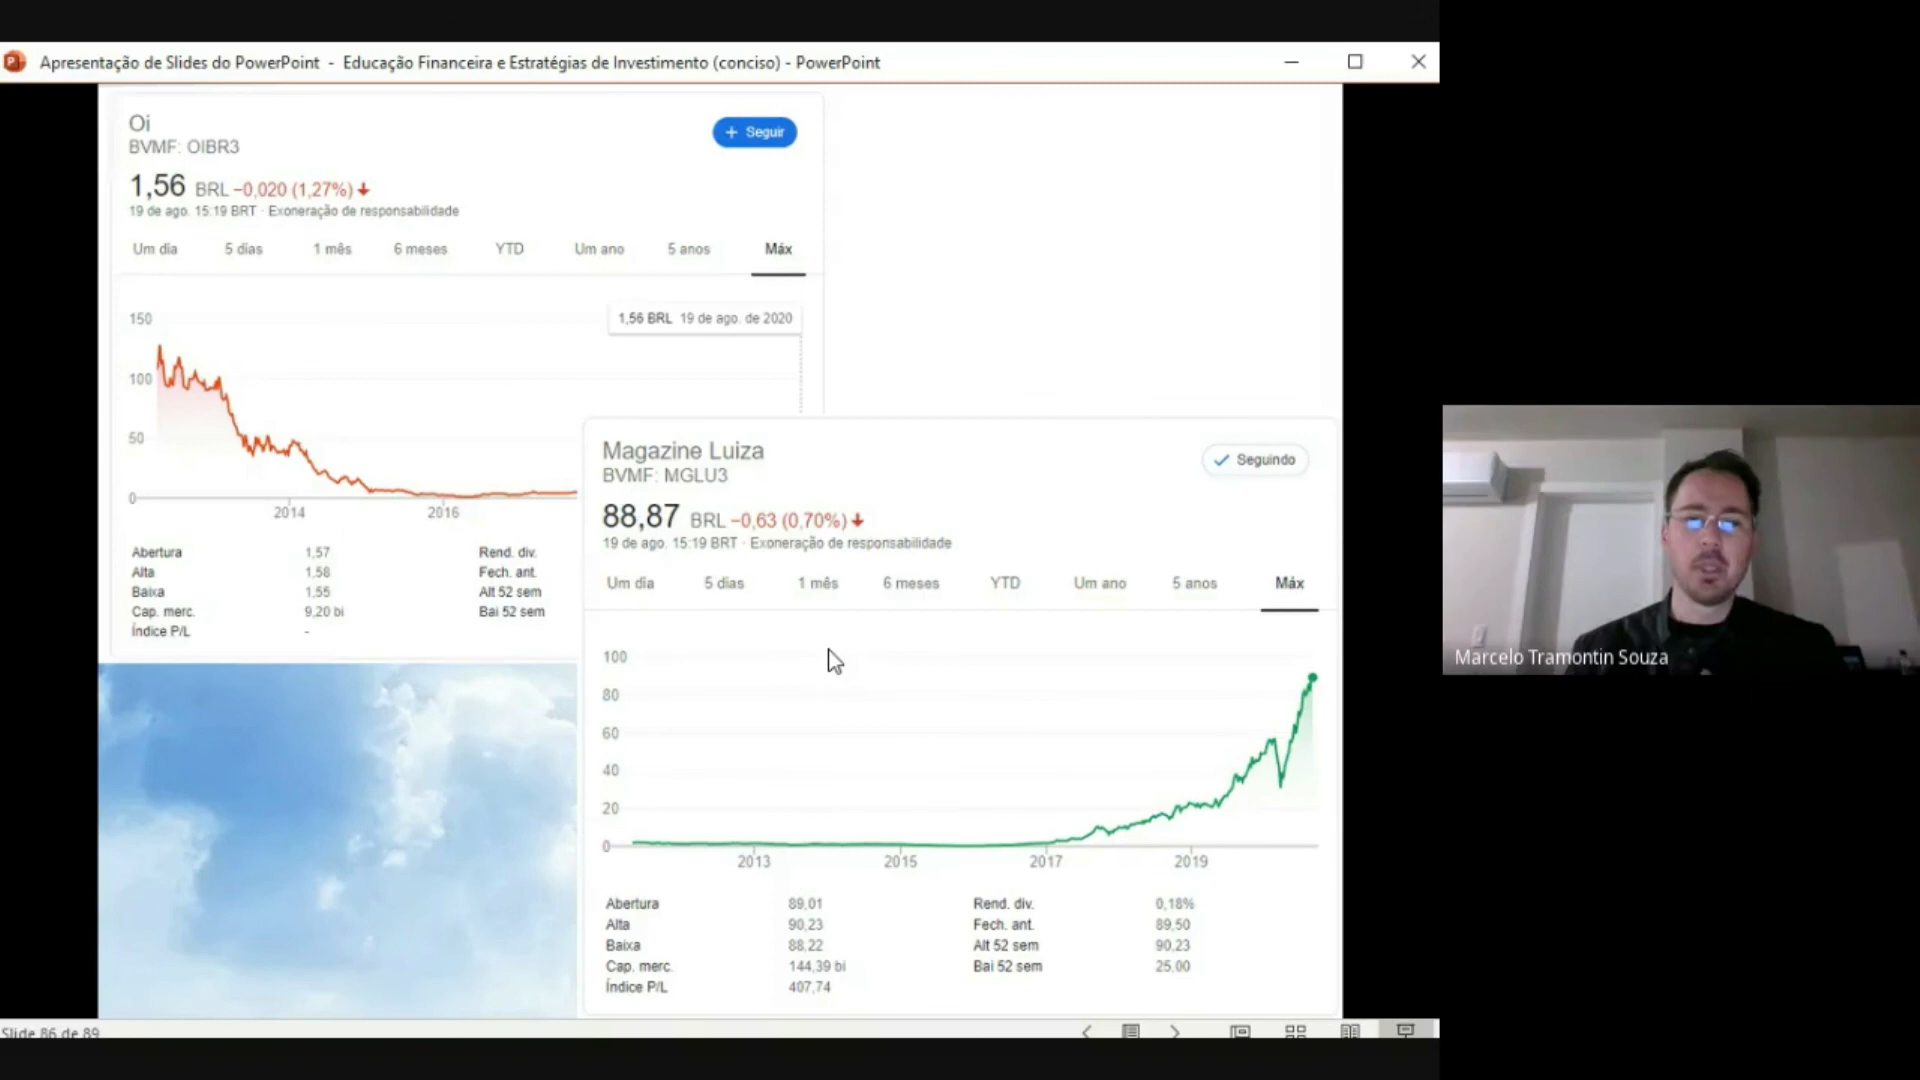 Apresentação de Slides do PowerPoint - Educação Financeira e Estratégias de Investimento (conciso) - PowerPoint
Oi
BVMF: OIBR3
+ Seguir
1,56 BRL −0,020 (1,27%)
19 de ago. 15:19 BRT · Exoneração de responsabilidade
Um dia 5 dias 1 mês 6 meses YTD Um ano 5 anos Máx
1,56 BRL 19 de ago. de 2020
150
100
50
0
2014 2016
Abertura 1,57 Rend. div.
Alta 1,58 Fech. ant.
Baixa 1,55 Alt 52 sem
Cap. merc. 9,20 bi Bai 52 sem
Índice P/L -
Magazine Luiza
BVMF: MGLU3
Seguindo
88,87 BRL −0,63 (0,70%)
19 de ago. 15:19 BRT · Exoneração de responsabilidade
Um dia 5 dias 1 mês 6 meses YTD Um ano 5 anos Máx
100
80
60
40
20
0
2013 2015 2017 2019
Abertura 89,01 Rend. div. 0,18%
Alta 90,23 Fech. ant. 89,50
Baixa 88,22 Alt 52 sem 90,23
Cap. merc. 144,39 bi Bai 52 sem 25,00
Índice P/L 407,74
Slide 86 de 89
Marcelo Tramontin Souza